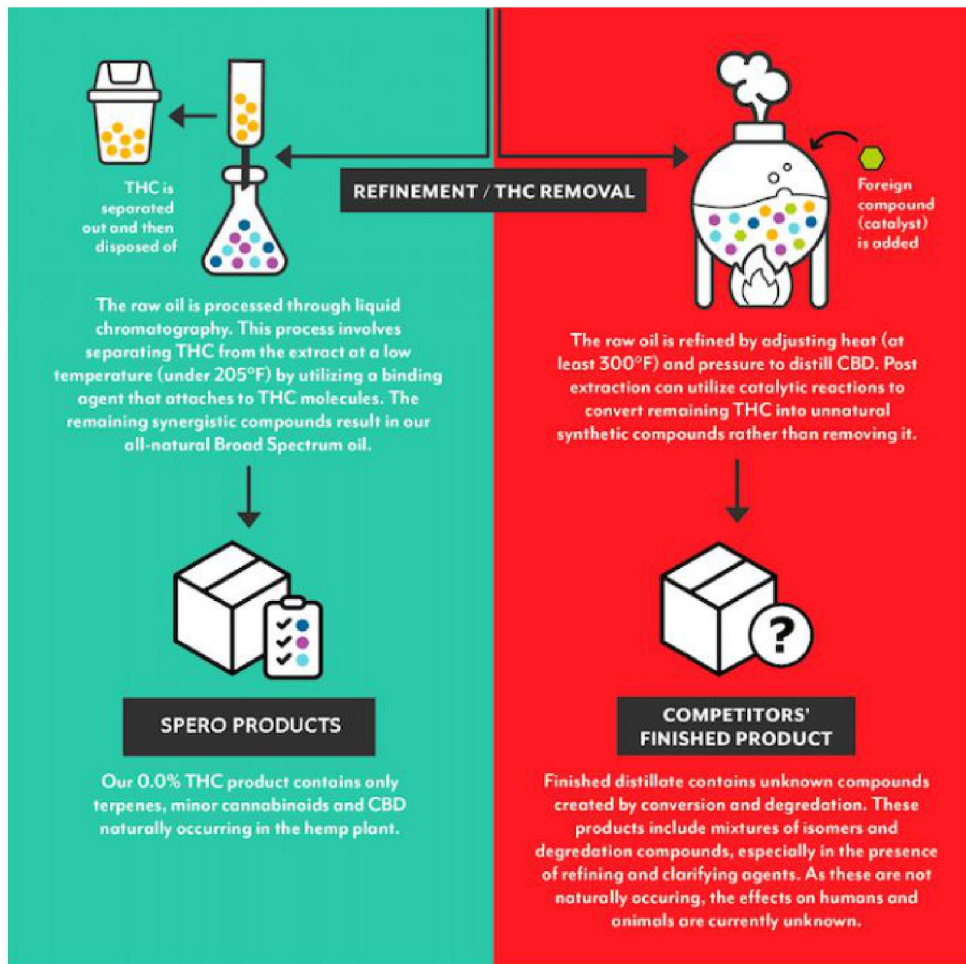 REFINEMENT / THC REMOVAL
THC is
separated
out and then
disposed of
The raw oil is processed through liquid
chromatography. This process involves
separating THC from the extract at a low
temperature (under 205°F) by utilizing a binding
agent that attaches to THC molecules. The
remaining synergistic compounds result in our
all-natural Broad Spectrum oil.
SPERO PRODUCTS
Our 0.0% THC product contains only
terpenes, minor cannabinoids and CBD
naturally occurring in the hemp plant.
Foreign
compound
(catalyst)
is added
The raw oil is refined by adjusting heat (at
least 300°F) and pressure to distill CBD. Post
extraction can utilize catalytic reactions to
convert remaining THC into unnatural
synthetic compounds rather than removing it.
?
COMPETITORS'
FINISHED PRODUCT
Finished distillate contains unknown compounds
created by conversion and degredation. These
products include mixtures of isomers and
degredation compounds, especially in the presence
of refining and clarifying agents. As these are not
naturally occuring, the effects on humans and
animals are currently unknown.